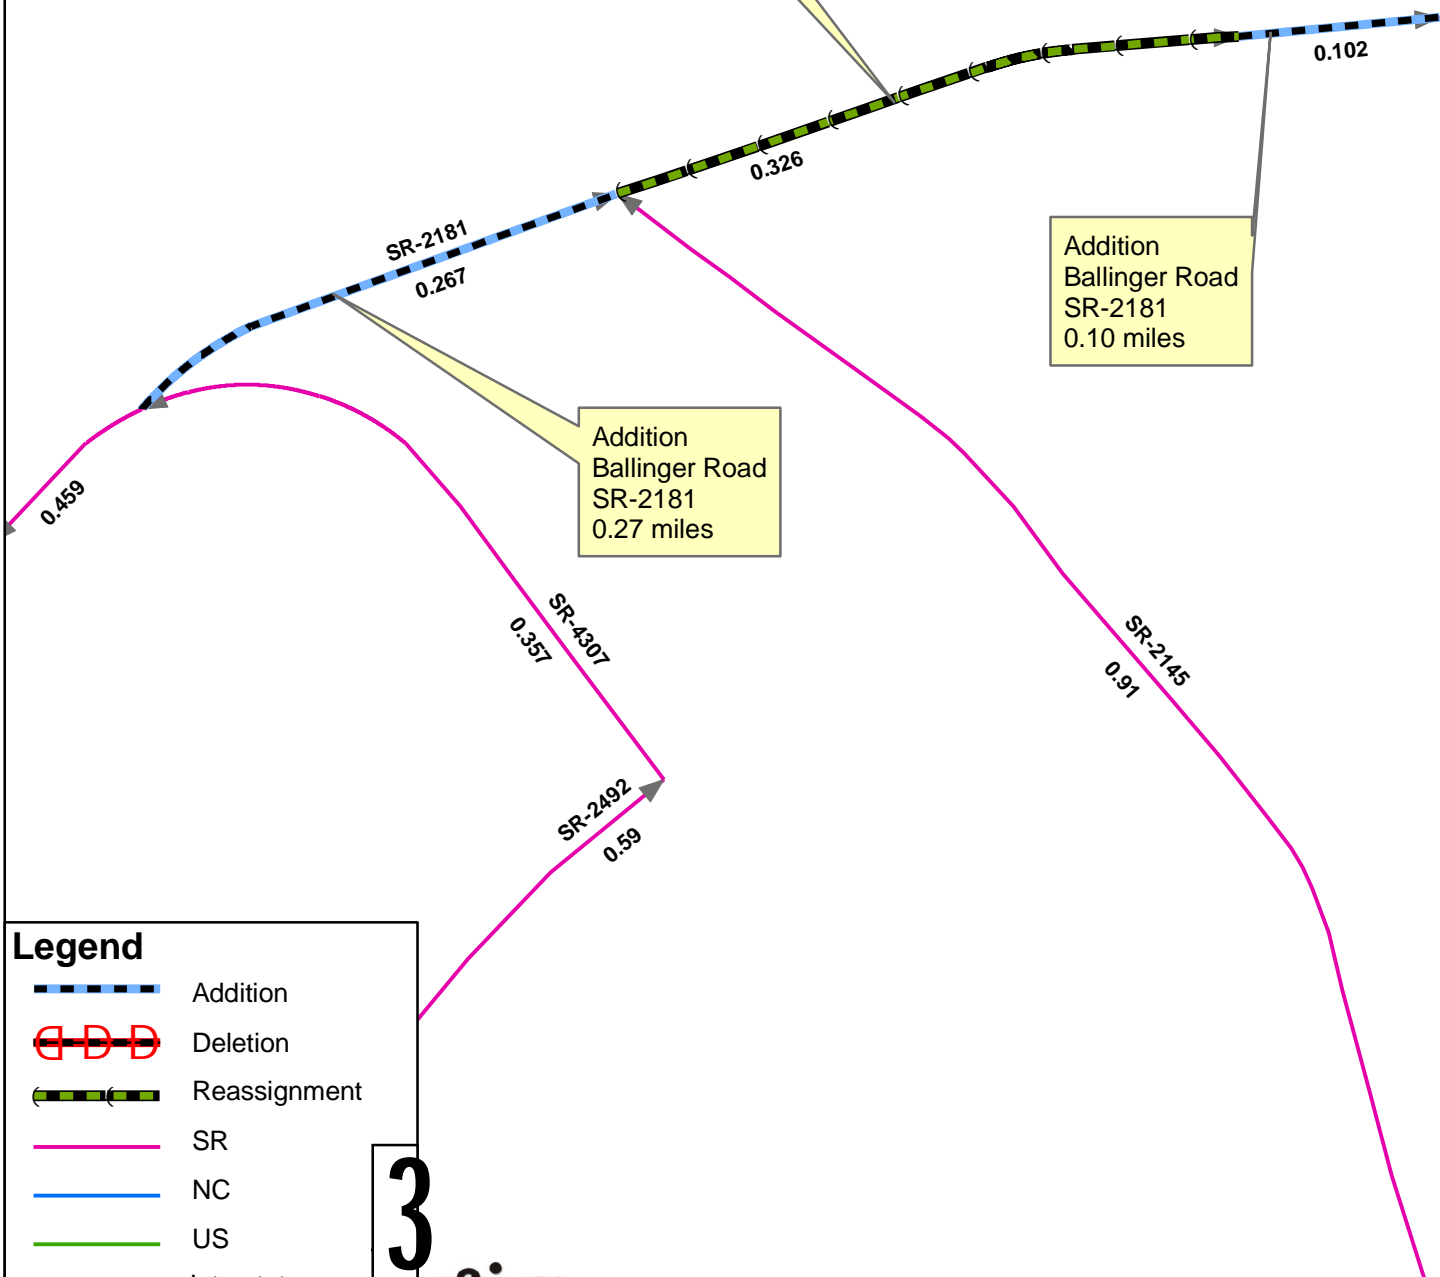 0.102
0.326
SR-2181
0.267
Addition
Ballinger Road
SR-2181
0.10 miles
Addition
Ballinger Road
SR-2181
0.27 miles
0.459
SR-4307
0.357
SR-2145
0.91
SR-2492
0.59
Legend
Addition
Deletion
Reassignment
SR
NC
US
3